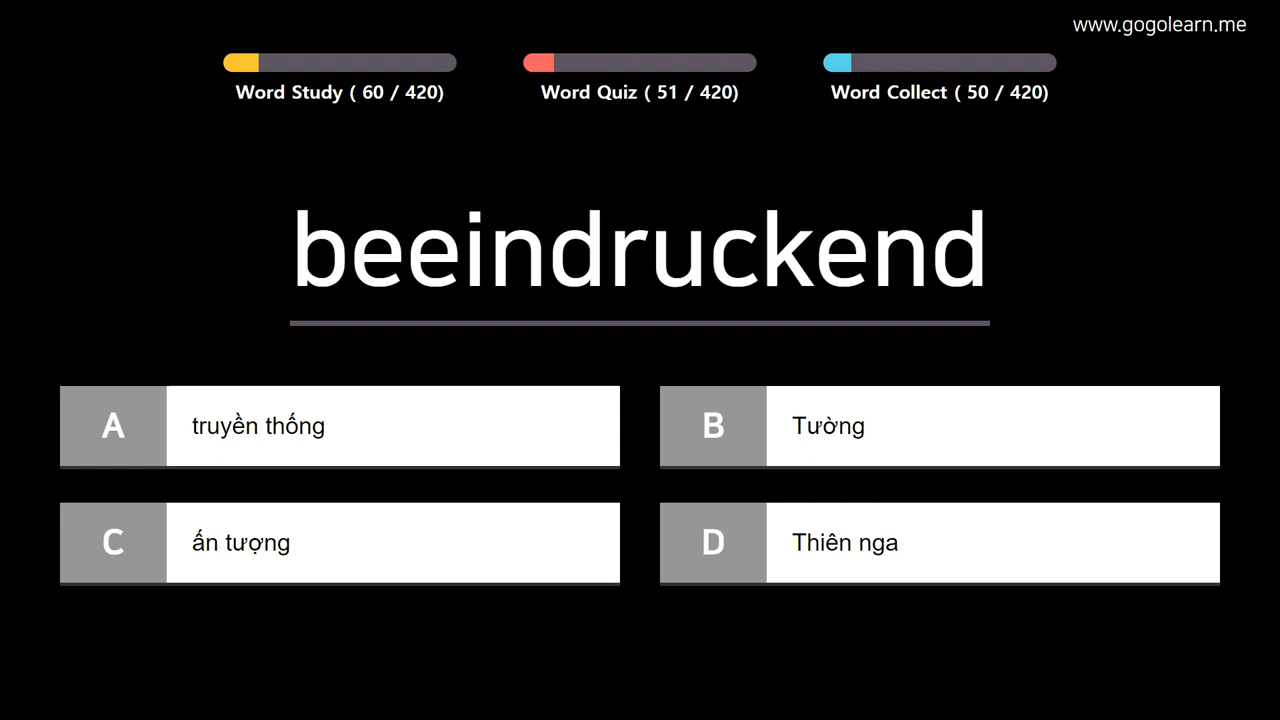 www.gogolearn.me
Word Study ( 60 / 420)
Word Quiz ( 51 / 420)
Word Collect ( 50 / 420)
beeindruckend
A truyền thống
B Tường
C ấn tượng
D Thiên nga